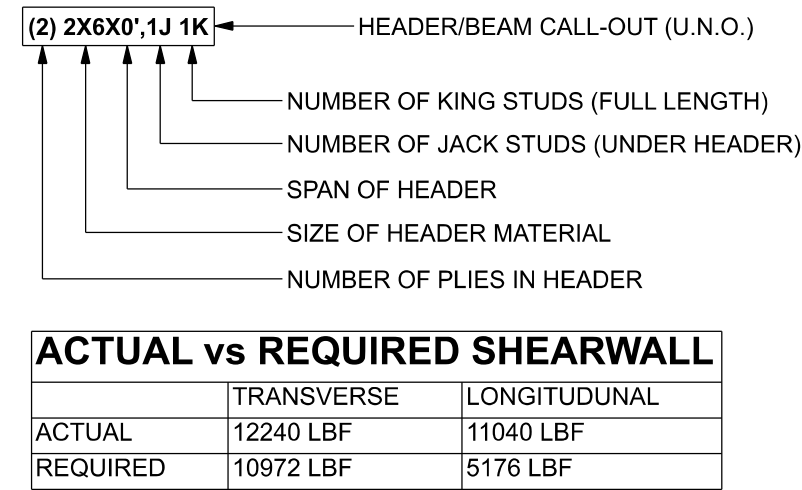 (2) 2X6X0',1J 1K HEADER/BEAM CALL-OUT (U.N.O.)
NUMBER OF KING STUDS (FULL LENGTH)
NUMBER OF JACK STUDS (UNDER HEADER)
SPAN OF HEADER
SIZE OF HEADER MATERIAL
NUMBER OF PLIES IN HEADER
ACTUAL vs REQUIRED SHEARWALL
TRANSVERSE LONGITUDUNAL
ACTUAL 12240 LBF 11040 LBF
REQUIRED 10972 LBF 5176 LBF